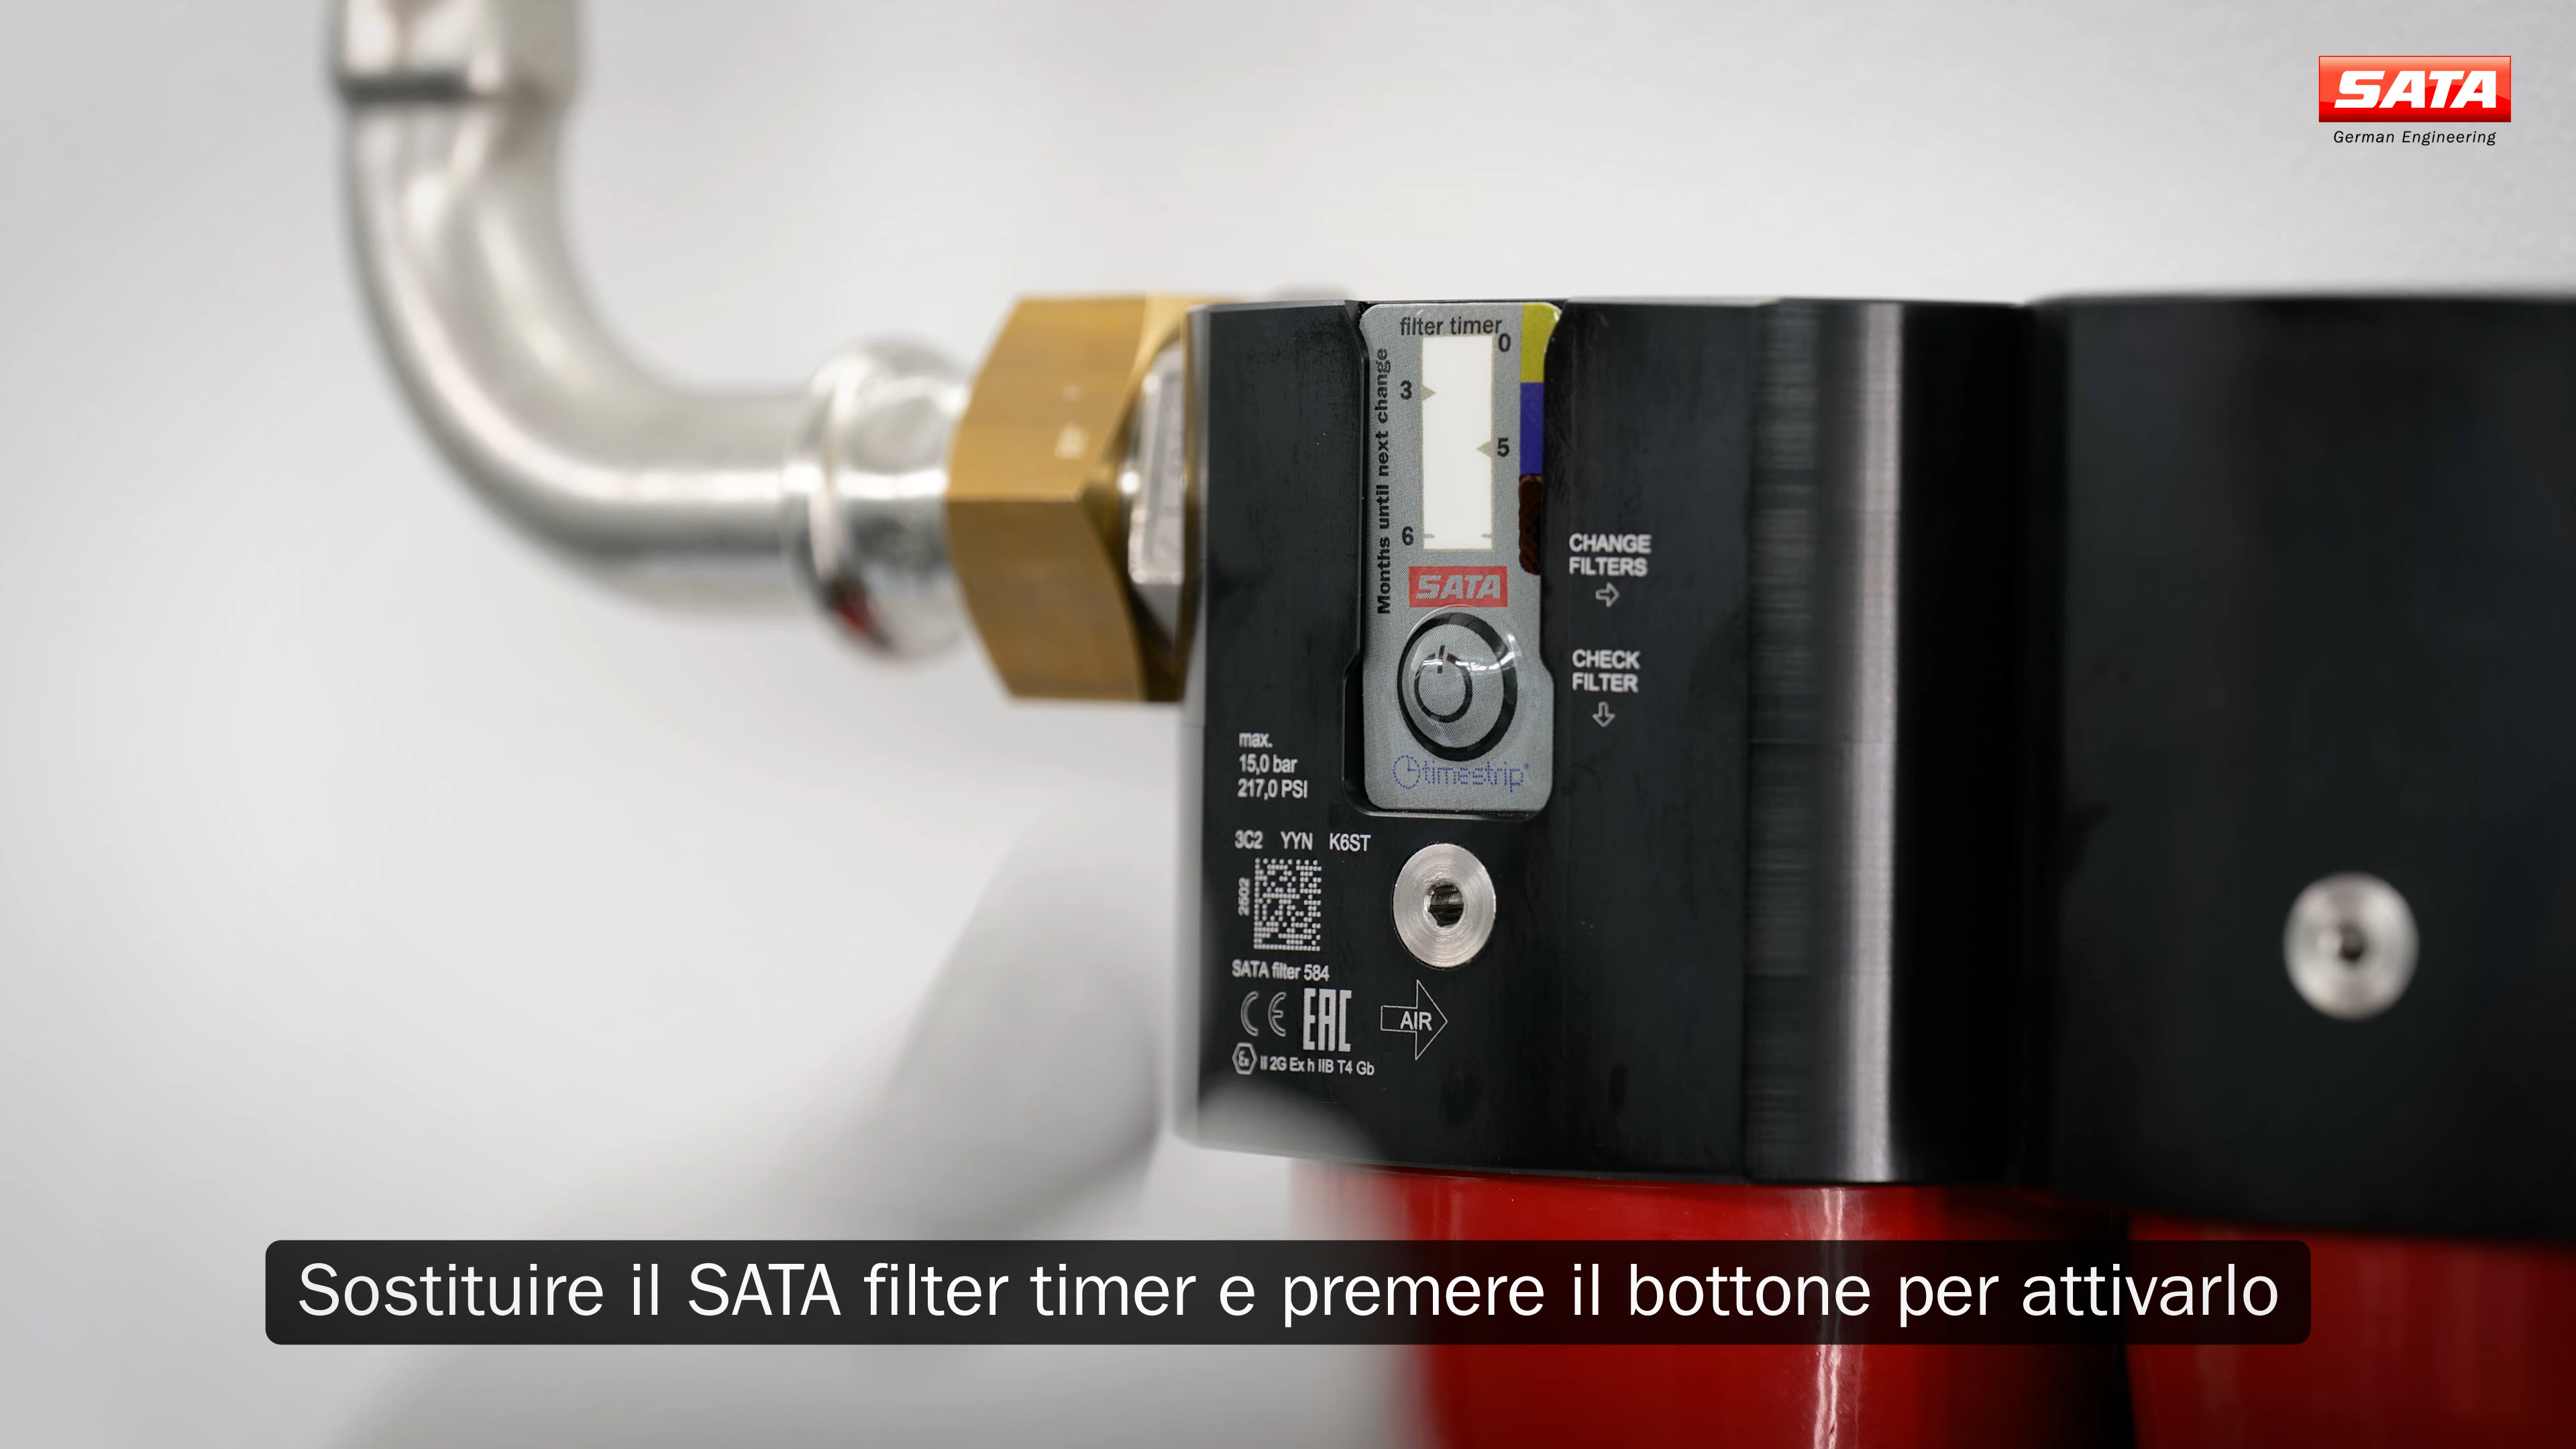 SATA
German Engineering
filter timer
0
3
5
6
Months until next change
SATA
timestrip®
CHANGE
FILTERS
CHECK
FILTER
max.
15,0 bar
217,0 PSI
3C2 YYN K6ST
2502
SATA filter 584
CE EAC
AIR
Ex II 2G Ex h IIB T4 Gb
Sostituire il SATA filter timer e premere il bottone per attivarlo